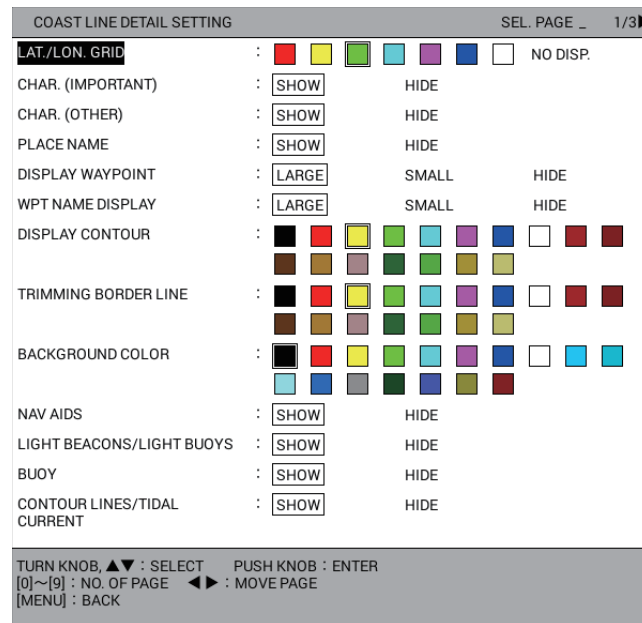 COAST LINE DETAIL SETTING SEL. PAGE _ 1/3▶
LAT./LON. GRID : NO DISP.
CHAR. (IMPORTANT) : SHOW HIDE
CHAR. (OTHER) : SHOW HIDE
PLACE NAME : SHOW HIDE
DISPLAY WAYPOINT : LARGE SMALL HIDE
WPT NAME DISPLAY : LARGE SMALL HIDE
DISPLAY CONTOUR :
TRIMMING BORDER LINE :
BACKGROUND COLOR :
NAV AIDS : SHOW HIDE
LIGHT BEACONS/LIGHT BUOYS : SHOW HIDE
BUOY : SHOW HIDE
CONTOUR LINES/TIDAL : SHOW HIDE
CURRENT
TURN KNOB, ▲▼ : SELECT PUSH KNOB : ENTER
[0]~[9] : NO. OF PAGE ◀ ▶ : MOVE PAGE
[MENU] : BACK